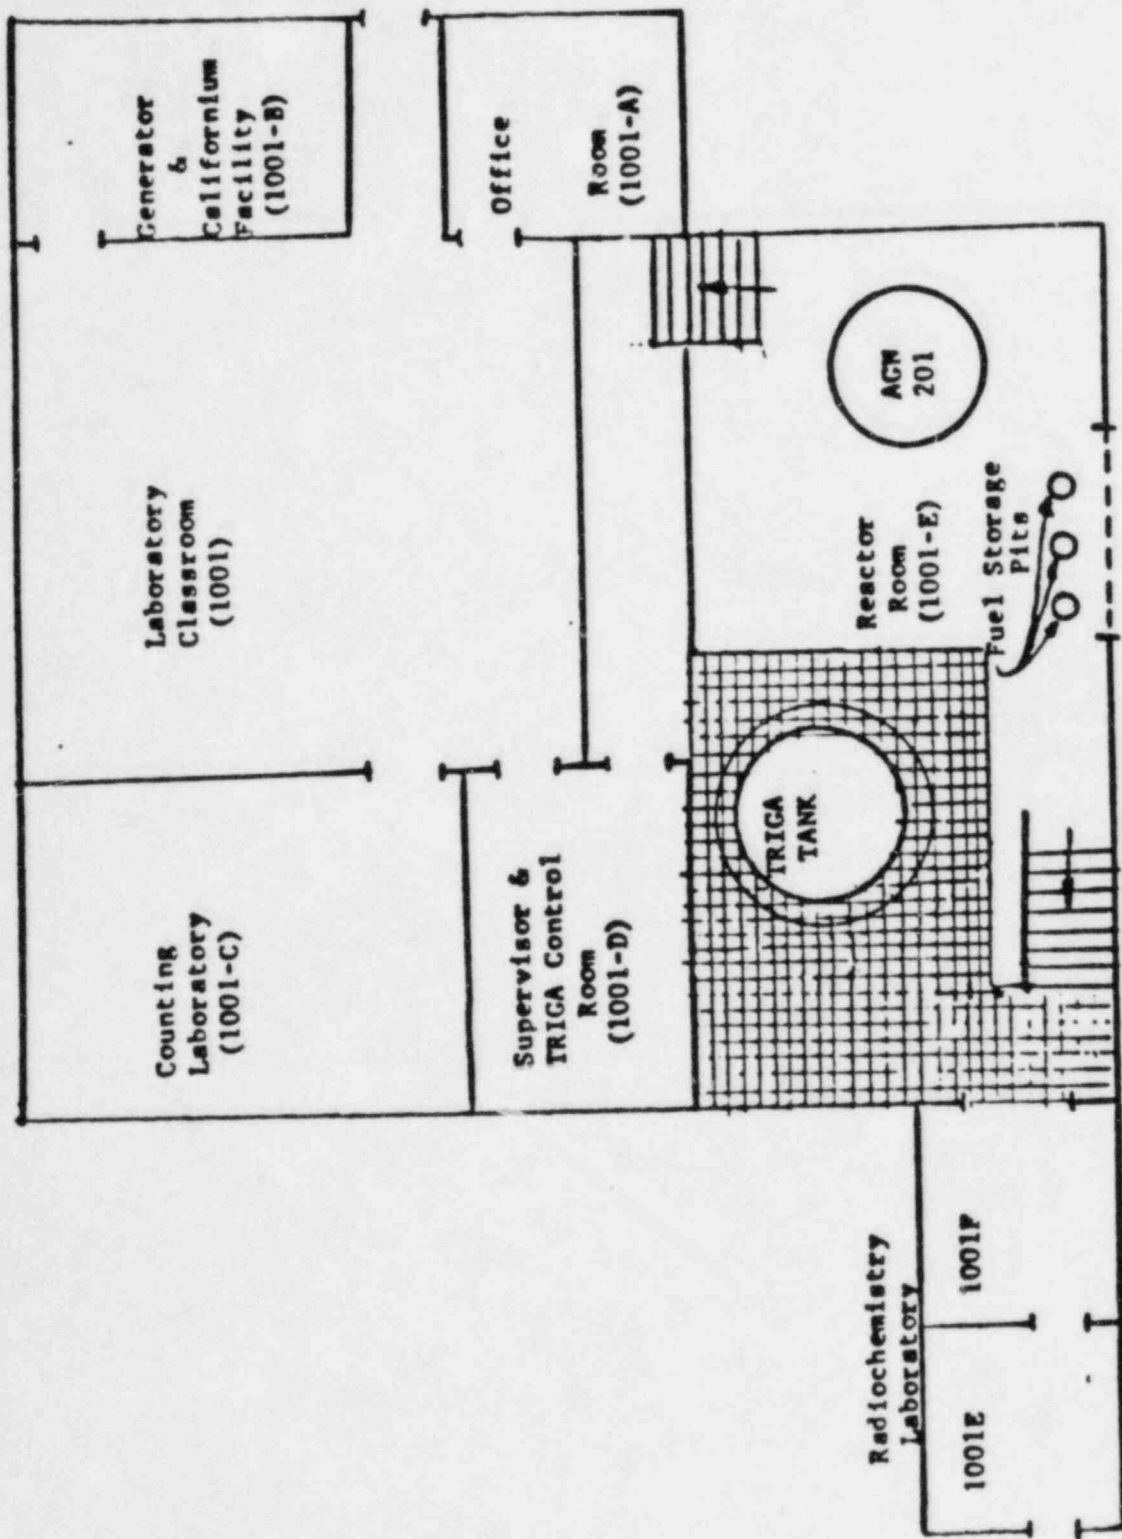 Counting
Laboratory
(1001-C)
Laboratory
Classroom
(1001)
Generator
&
Californium
Facility
(1001-B)
Supervisor &
TRIGA Control
Room
(1001-D)
Office
Room
(1001-A)
TRIGA
TANK
Reactor
Room
(1001-E)
AGN
201
Fuel Storage
Pits
Radiochemistry
Laboratory
1001E
1001F